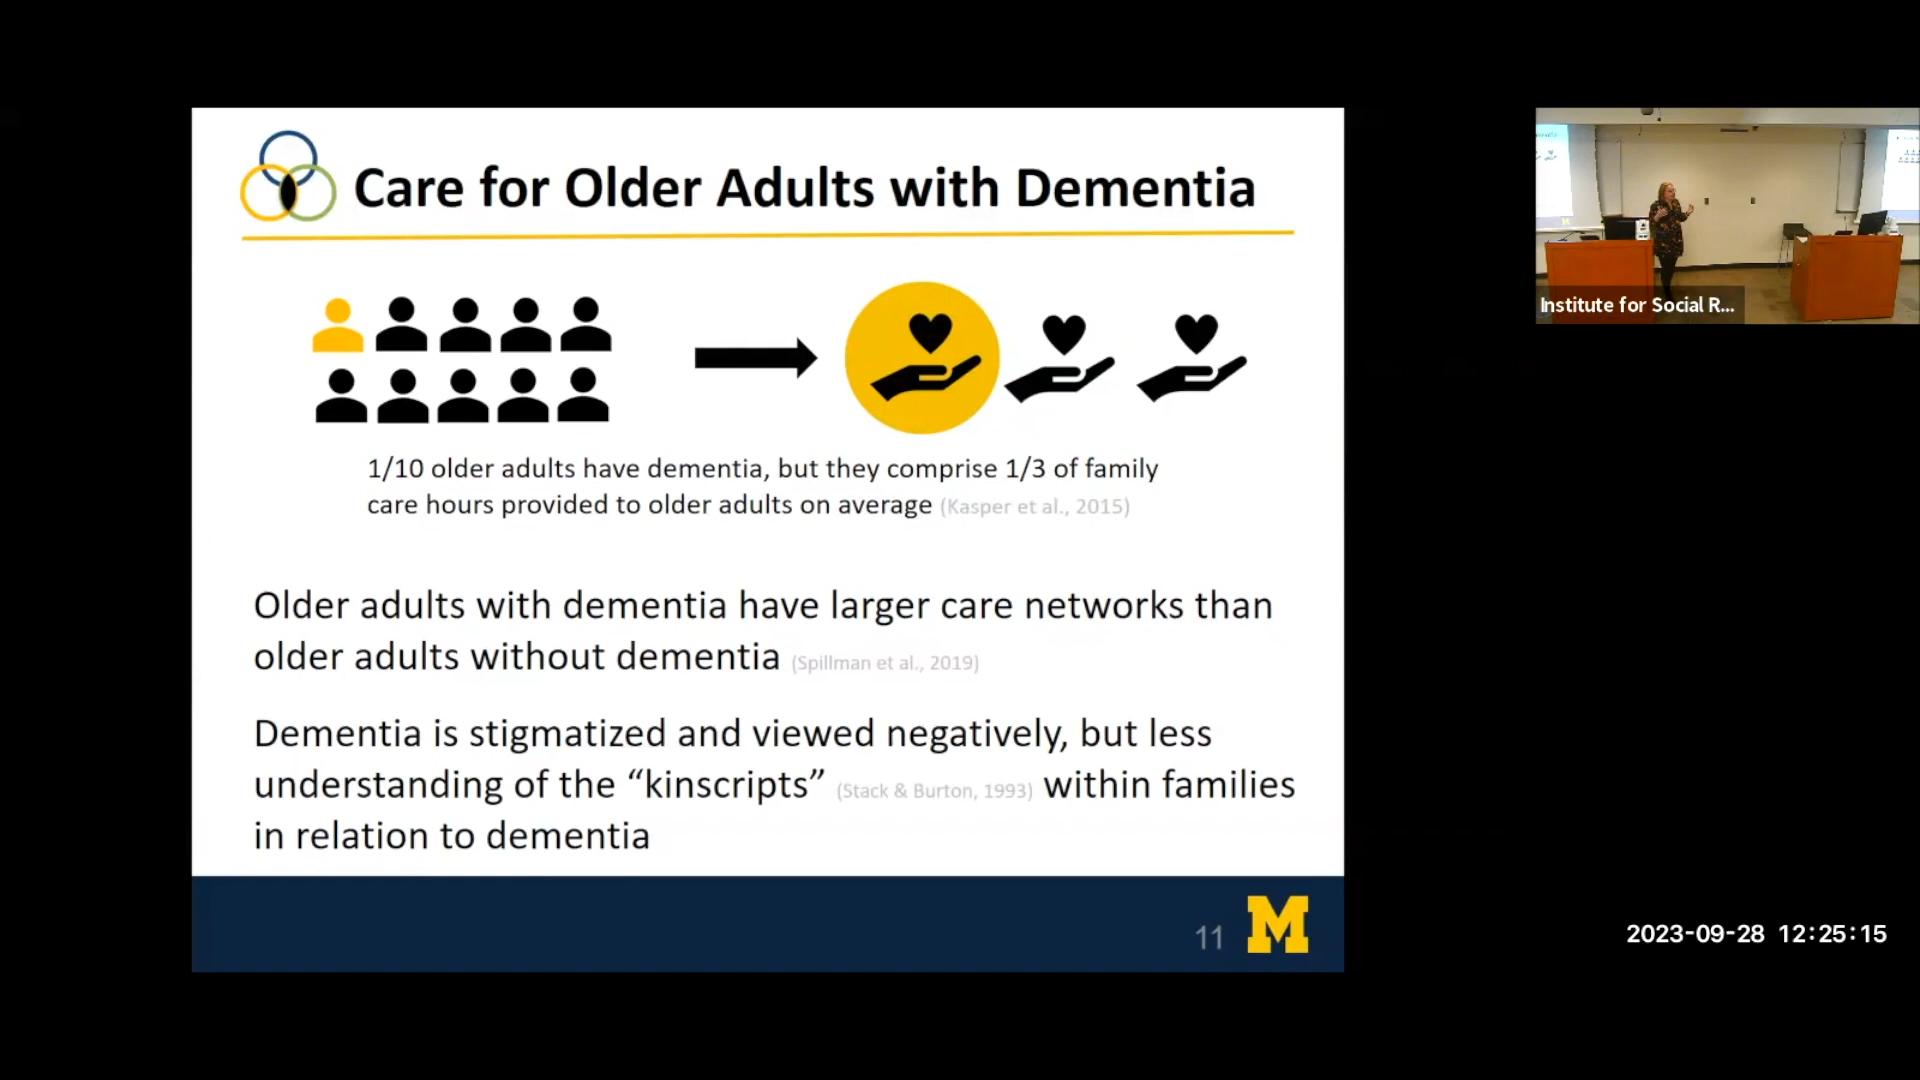 Care for Older Adults with Dementia
1/10 older adults have dementia, but they comprise 1/3 of family
care hours provided to older adults on average (Kasper et al., 2015)
Older adults with dementia have larger care networks than
older adults without dementia (Spillman et al., 2019)
Dementia is stigmatized and viewed negatively, but less
understanding of the “kinscripts” (Stack & Burton, 1993) within families
in relation to dementia
11
M
Institute for Social R...
2023-09-28 12:25:15